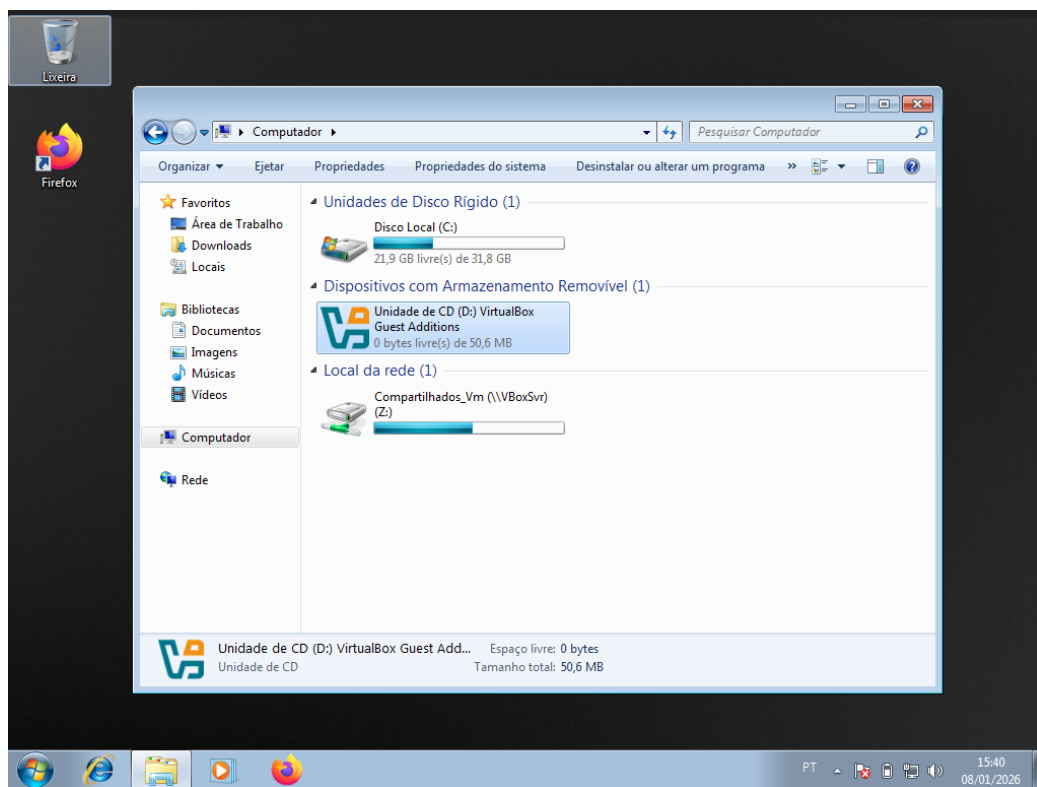 Lixeira
Firefox
Computador
Pesquisar Computador
Organizar
Ejetar
Propriedades
Propriedades do sistema
Desinstalar ou alterar um programa
»
Favoritos
Área de Trabalho
Downloads
Locais
Bibliotecas
Documentos
Imagens
Músicas
Vídeos
Computador
Rede
Unidades de Disco Rígido (1)
Disco Local (C:)
21,9 GB livre(s) de 31,8 GB
Dispositivos com Armazenamento Removível (1)
Unidade de CD (D:) VirtualBox
Guest Additions
0 bytes livre(s) de 50,6 MB
Local da rede (1)
Compartilhados_Vm (\\VBoxSvr)
(Z:)
Unidade de CD (D:) VirtualBox Guest Add...
Espaço livre: 0 bytes
Unidade de CD
Tamanho total: 50,6 MB
PT
15:40
08/01/2026